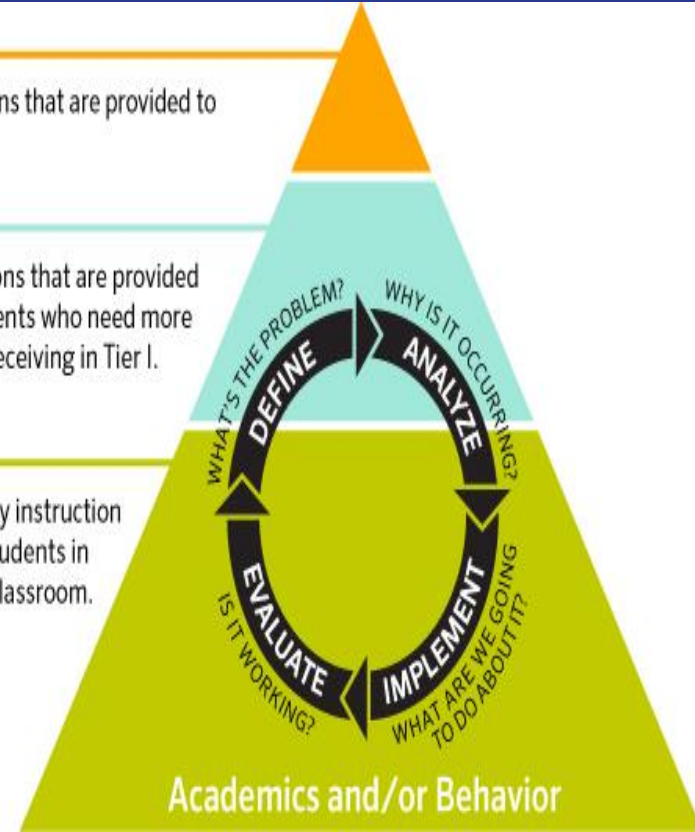 ns that are provided to
ons that are provided
ents who need more
eceiving in Tier I.
y instruction
udents in
lassroom.
WHAT'S THE PROBLEM?
DEFINE
WHY IS IT OCCURRING?
ANALYZE
IMPLEMENT
WHAT ARE WE GOING
TO DO ABOUT IT?
EVALUATE
IS IT WORKING?
Academics and/or Behavior